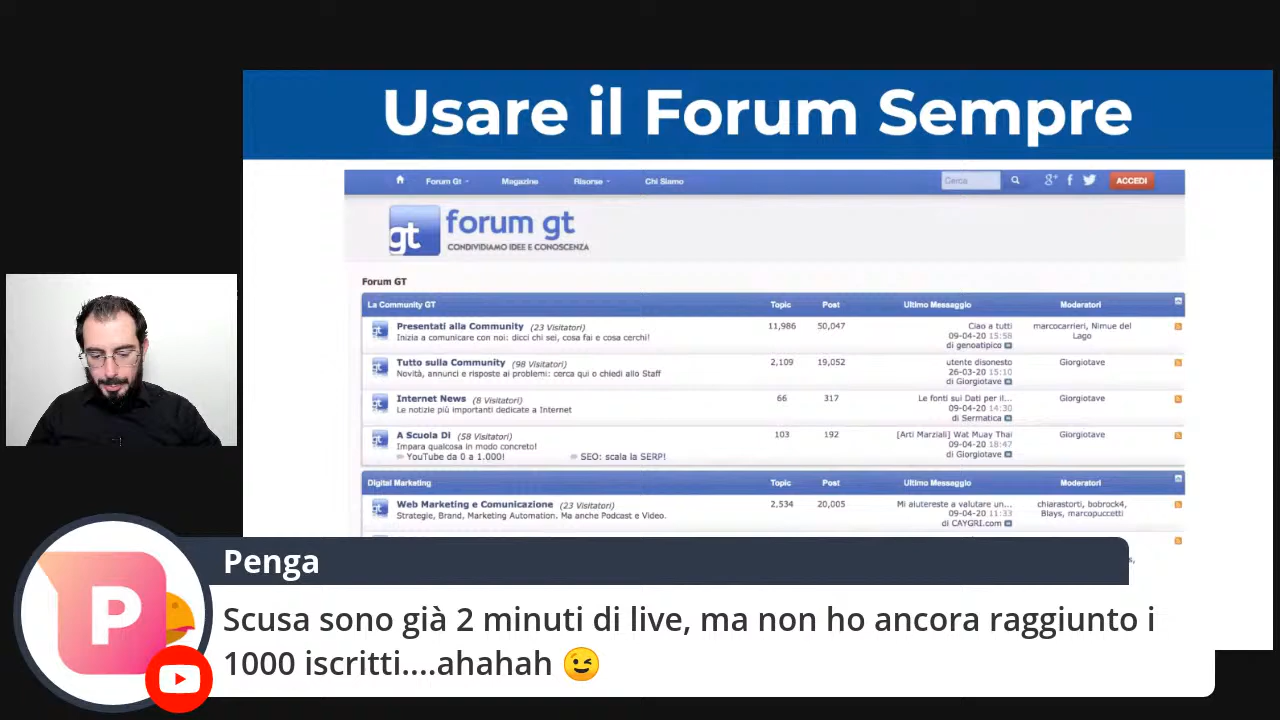 Usare il Forum Sempre
Forum Gt Magazine Risorse Chi Siamo Cerca ACCEDI
gt forum gt
CONDIVIDIAMO IDEE E CONOSCENZA
Forum GT
La Community GT Topic Post Ultimo Messaggio Moderatori
Presentati alla Community (23 Visitatori) 11,986 50,047 Ciao a tutti marcocarrieri, Nimue del
Inizia a comunicare con noi: dicci chi sei, cosa fai e cosa cerchi! 09-04-20 15:58 Lago
di genoatipico
Tutto sulla Community (98 Visitatori) 2,109 19,052 utente disonesto Giorgiotave
Novità, annunci e risposte ai problemi: cerca qui o chiedi allo Staff 26-03-20 15:10
di Giorgiotave
Internet News (8 Visitatori) 66 317 Le fonti sui Dati per il... Giorgiotave
Le notizie più importanti dedicate a Internet 09-04-20 14:30
di Sermatica
A Scuola Di (58 Visitatori) 103 192 [Arti Marziali] Wat Muay Thai Giorgiotave
Impara qualcosa in modo concreto! 09-04-20 18:47
YouTube da 0 a 1.000! SEO: scala la SERP! di Giorgiotave
Digital Marketing Topic Post Ultimo Messaggio Moderatori
Web Marketing e Comunicazione (23 Visitatori) 2,534 20,005 Mi aiutereste a valutare un... chiarastorti, bobrock4,
Strategie, Brand, Marketing Automation. Ma anche Podcast e Video. 09-04-20 11:33 Blays, marcopuccetti
di CAYGRI.com
P
Penga
Scusa sono già 2 minuti di live, ma non ho ancora raggiunto i
1000 iscritti....ahahah 😉